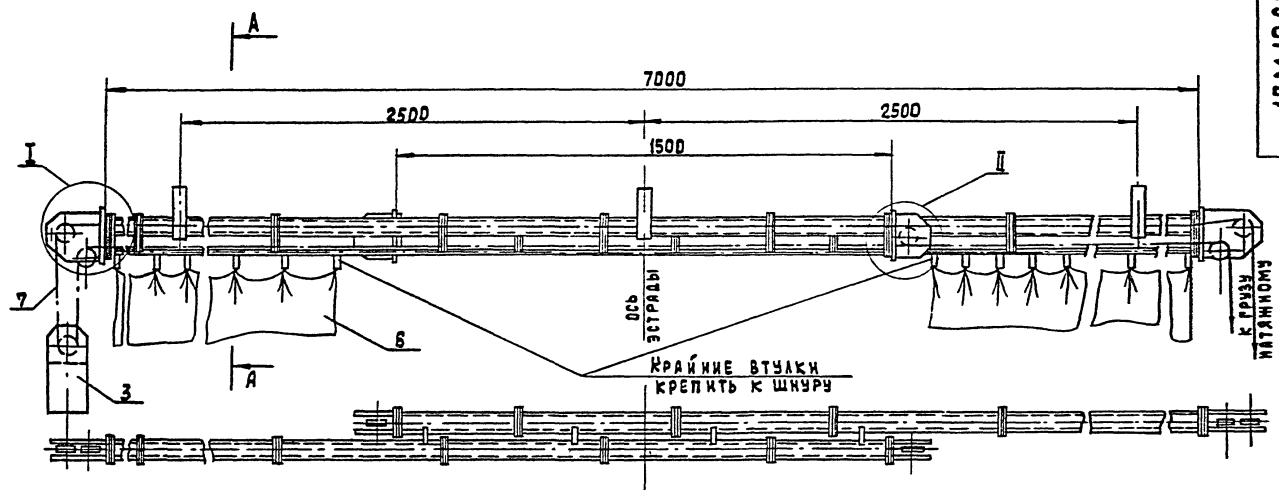 А
7000
2500
2500
1500
I
II
7
ОСЬ
ЭСТРАДЫ
К ГРУЗУ
НАТЯЖНОМУ
6
3
А
КРАЙНИЕ ВТУЛКИ
КРЕПИТЬ К ШНУРУ